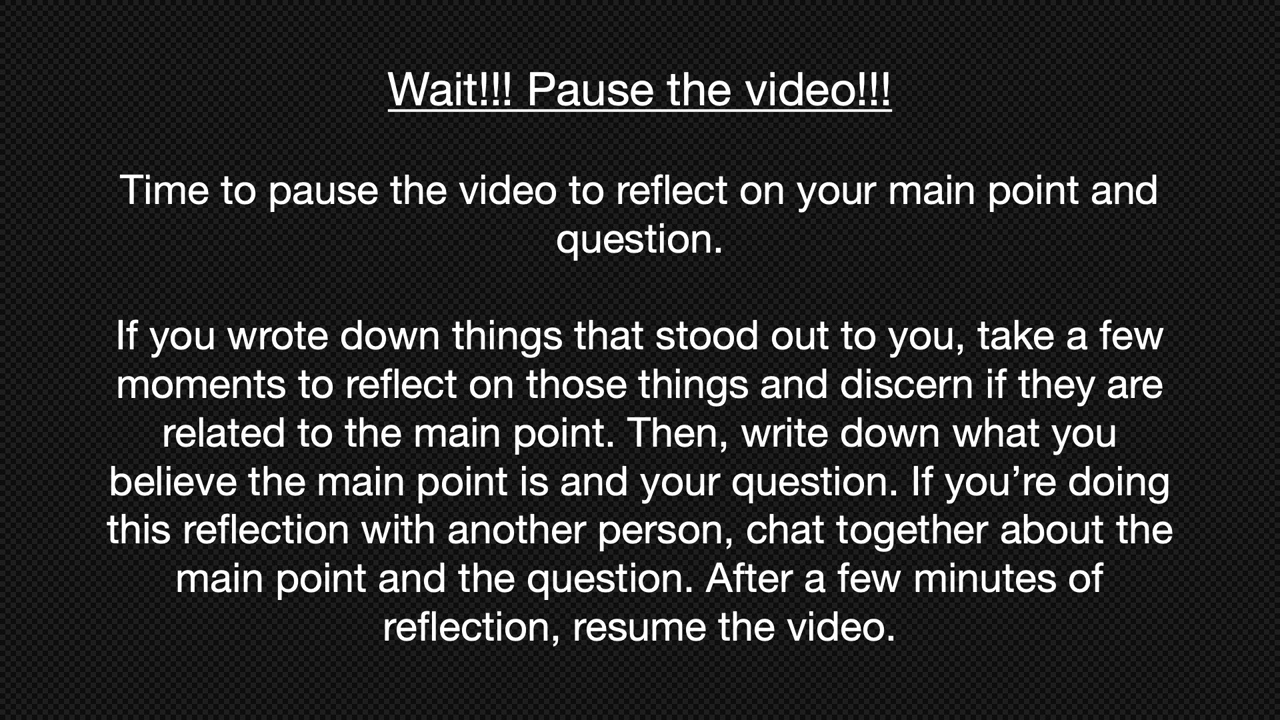 Wait!!! Pause the video!!!
Time to pause the video to reflect on your main point and
question.
If you wrote down things that stood out to you, take a few
moments to reflect on those things and discern if they are
related to the main point. Then, write down what you
believe the main point is and your question. If you’re doing
this reflection with another person, chat together about the
main point and the question. After a few minutes of
reflection, resume the video.